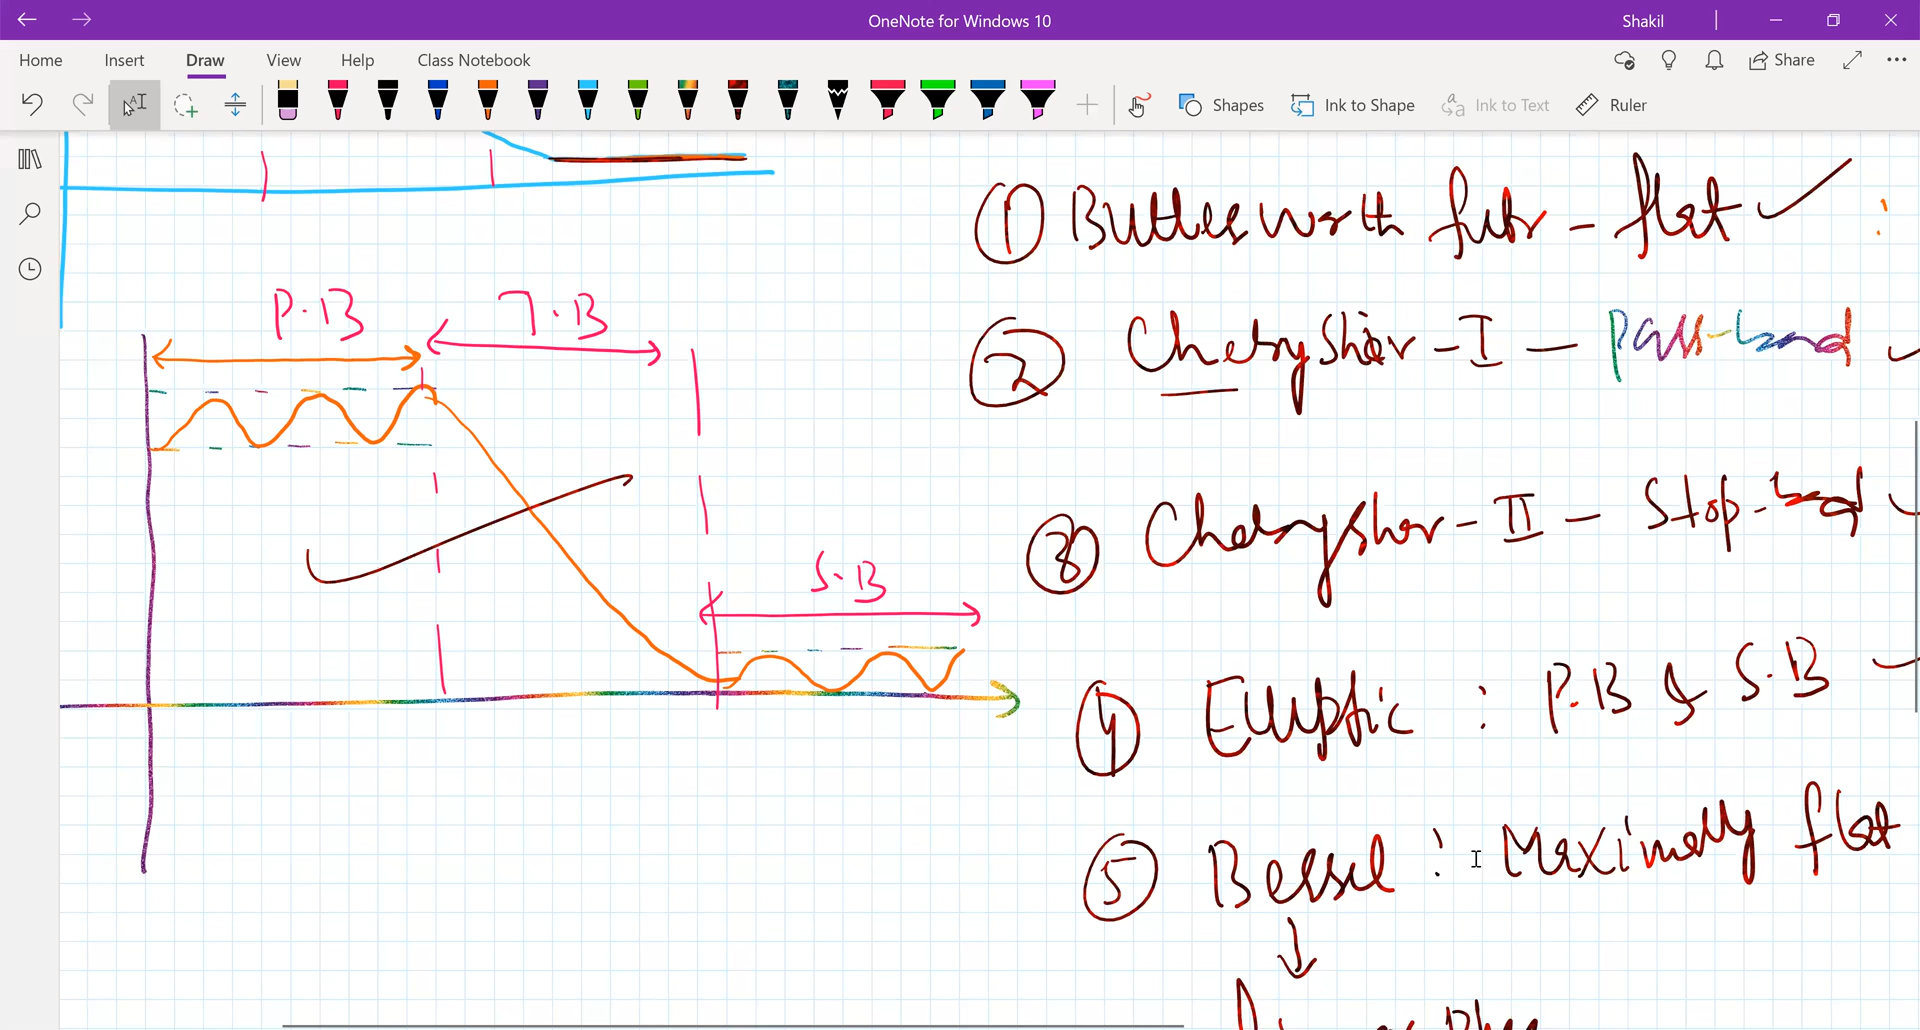 OneNote for Windows 10
Shakil
Home Insert Draw View Help Class Notebook
Share
Shapes Ink to Shape Ink to Text Ruler
P.B
T.B
S.B
① Butterworth - flat ✓
② Chebyshev - I - Pass-band
③ Chebyshev - II - Stop-band
④ Elliptic : P.B & S.B
⑤ Bessel : Maximally flat
↓